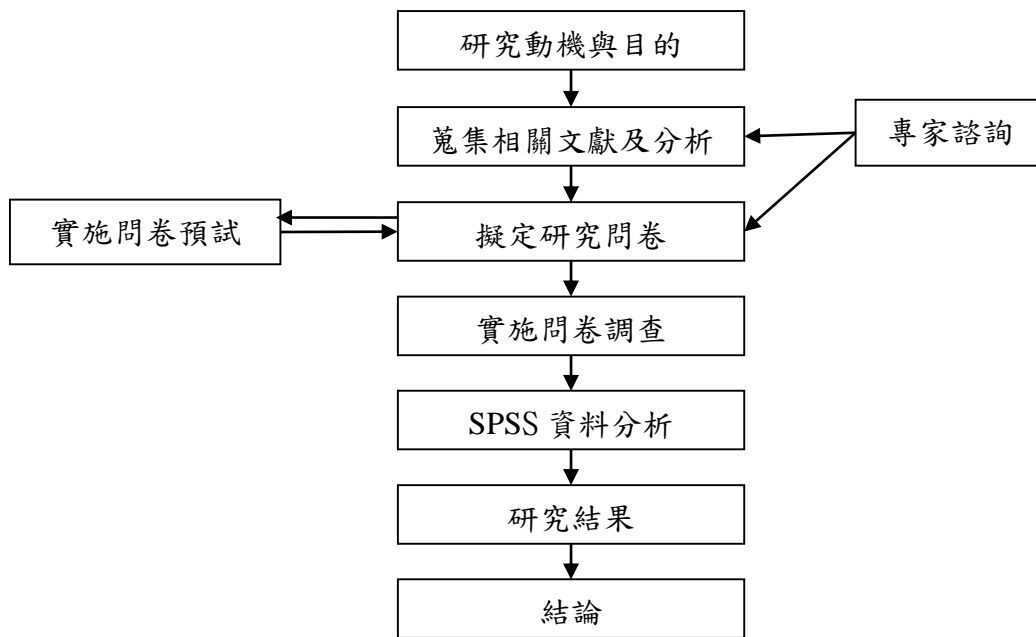 研究動機與目的
蒐集相關文獻及分析
專家諮詢
實施問卷預試
擬定研究問卷
實施問卷調查
SPSS 資料分析
研究結果
結論